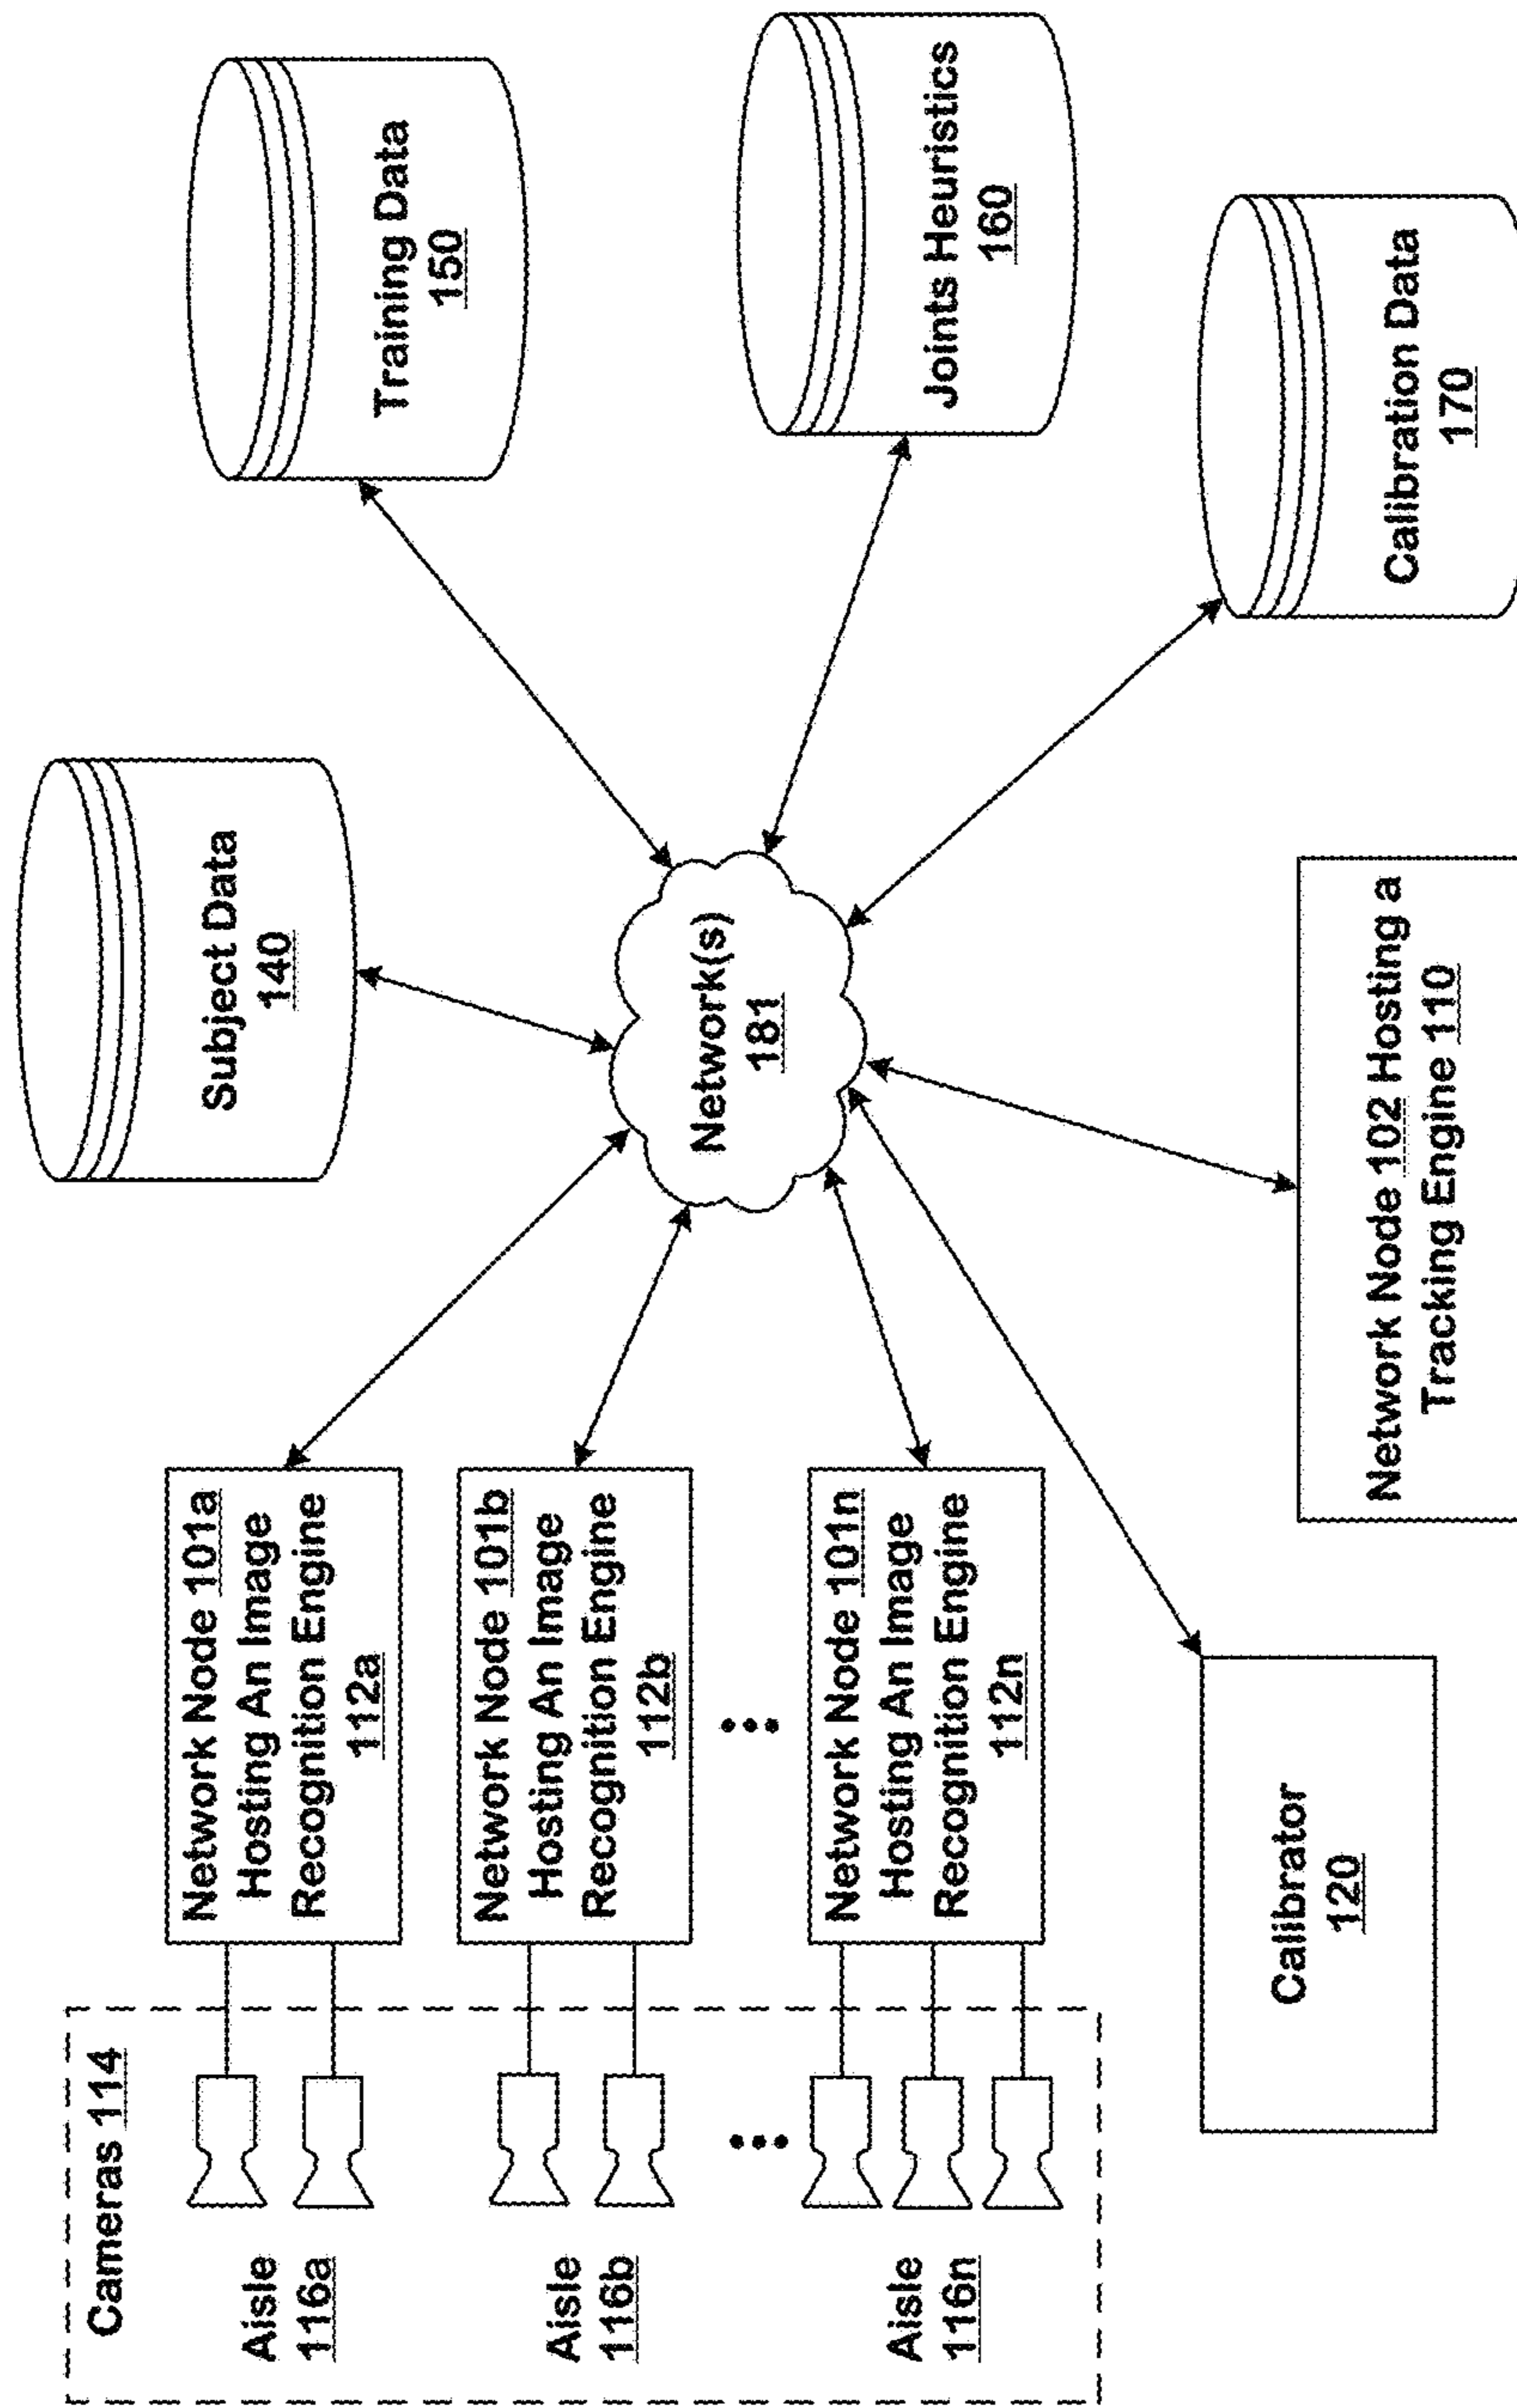 Cameras 114
Aisle
116a
Aisle
116b
Aisle
116n
Network Node 101a
Hosting An Image
Recognition Engine
112a
Network Node 101b
Hosting An Image
Recognition Engine
112b
Network Node 101n
Hosting An Image
Recognition Engine
112n
Calibrator
120
Network(s)
181
Subject Data
140
Training Data
150
Joints Heuristics
160
Calibration Data
170
Network Node 102 Hosting a
Tracking Engine 110